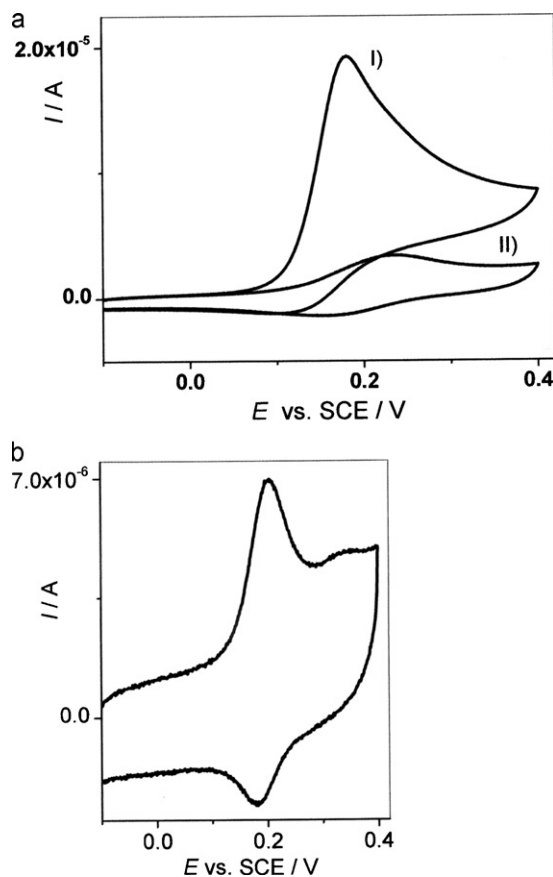 a
2.0x10⁻⁵
I)
I / A
II)
0.0
0.0 0.2 0.4
E vs. SCE / V
b
7.0x10⁻⁶
I / A
0.0
0.0 0.2 0.4
E vs. SCE / V